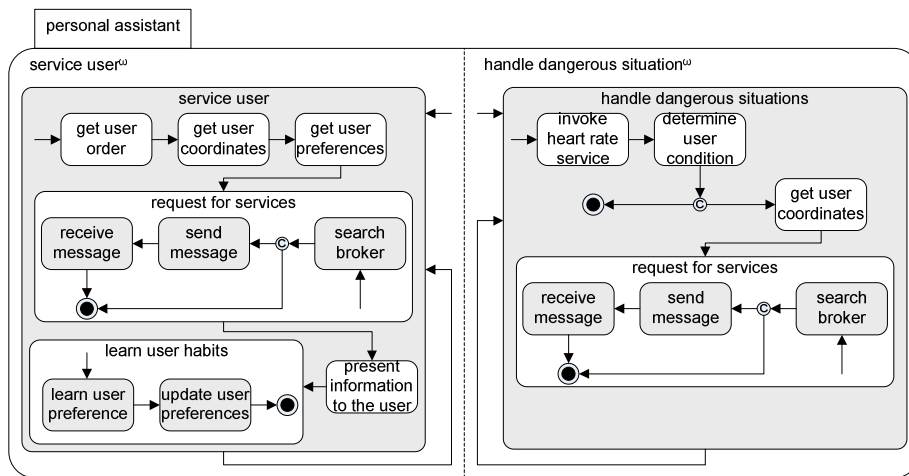 personal assistant
service userω
service user
get user
order
get user
coordinates
get user
preferences
request for services
receive
message
send
message
C
search
broker
learn user habits
learn user
preference
update user
preferences
present
information
to the user
handle dangerous situationω
handle dangerous situations
invoke
heart rate
service
determine
user
condition
C
get user
coordinates
request for services
receive
message
send
message
C
search
broker